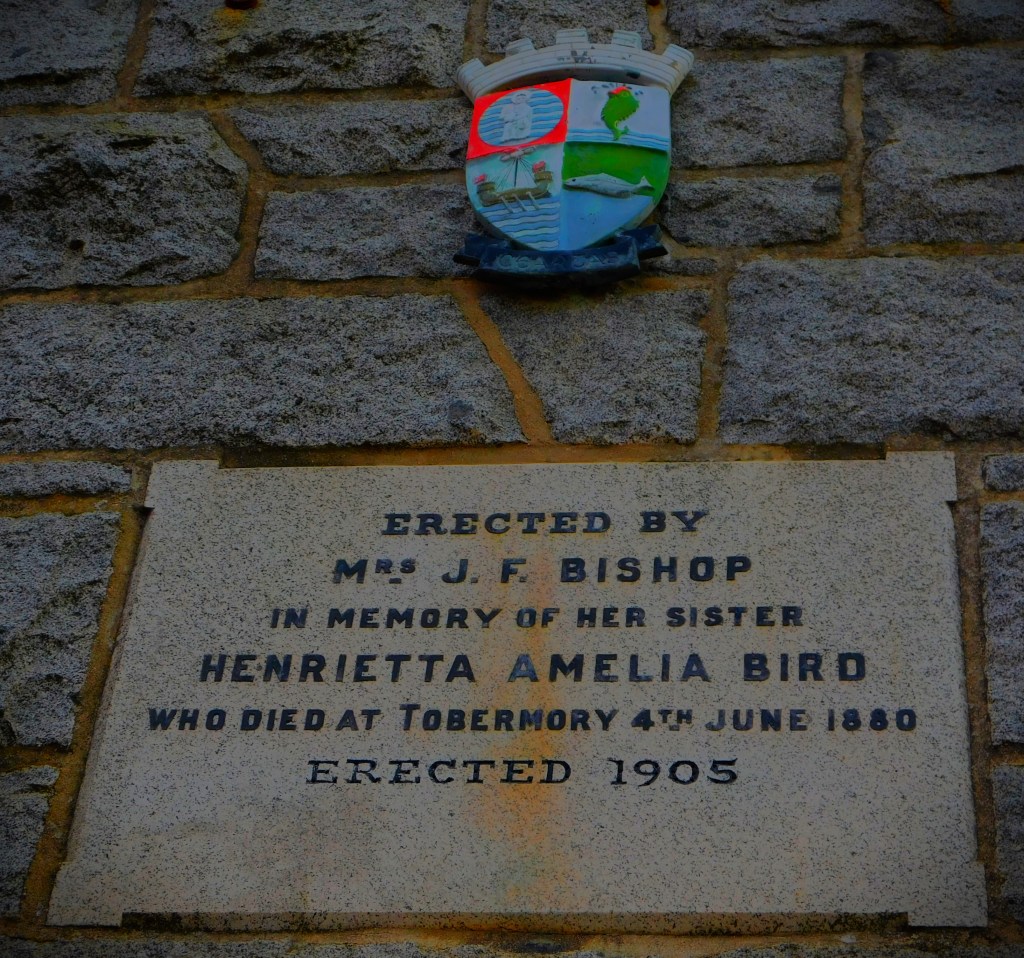 ERECTED BY
MRS J. F. BISHOP
IN MEMORY OF HER SISTER
HENRIETTA AMELIA BIRD
WHO DIED AT TOBERMORY 4TH JUNE 1880
ERECTED 1905